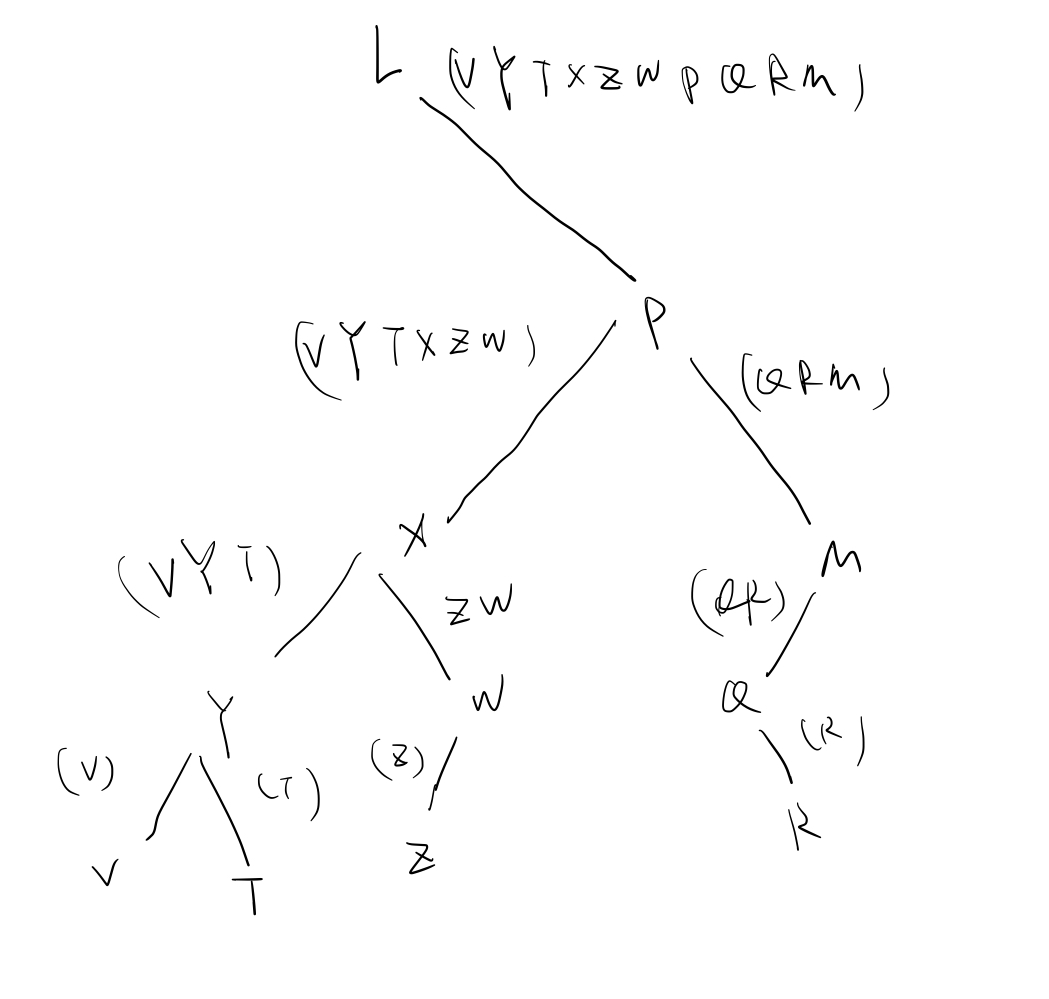 L (VYTXZWPQRM)
P
(VYTXZW)
(QRM)
X
M
(VYT)
ZW
(QR)
Y
W
Q
(V)
(T)
(Z)
(R)
V
T
Z
R